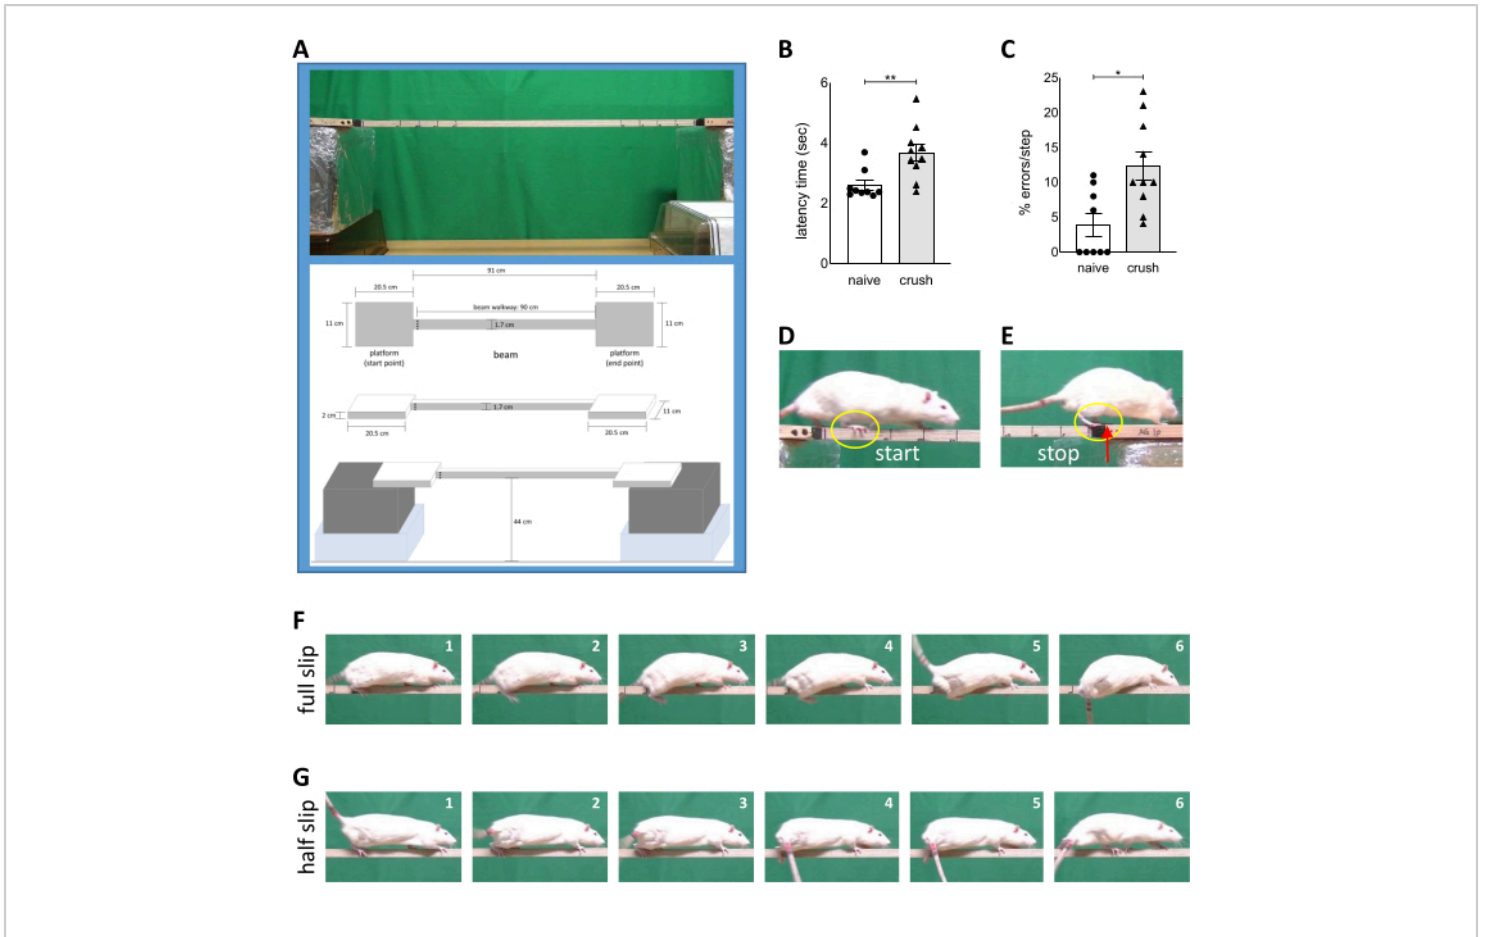 A
91 cm
20.5 cm
20.5 cm
beam walkway: 90 cm
11 cm
1.7 cm
11 cm
platform
(start point)
beam
platform
(end point)
2 cm
1.7 cm
11 cm
20.5 cm
20.5 cm
44 cm
B
**
6
4
2
0
latency time (sec)
naive
crush
C
*
25
20
15
10
5
0
% errors/step
naive
crush
D
start
E
stop
F
full slip
1
2
3
4
5
6
G
half slip
1
2
3
4
5
6